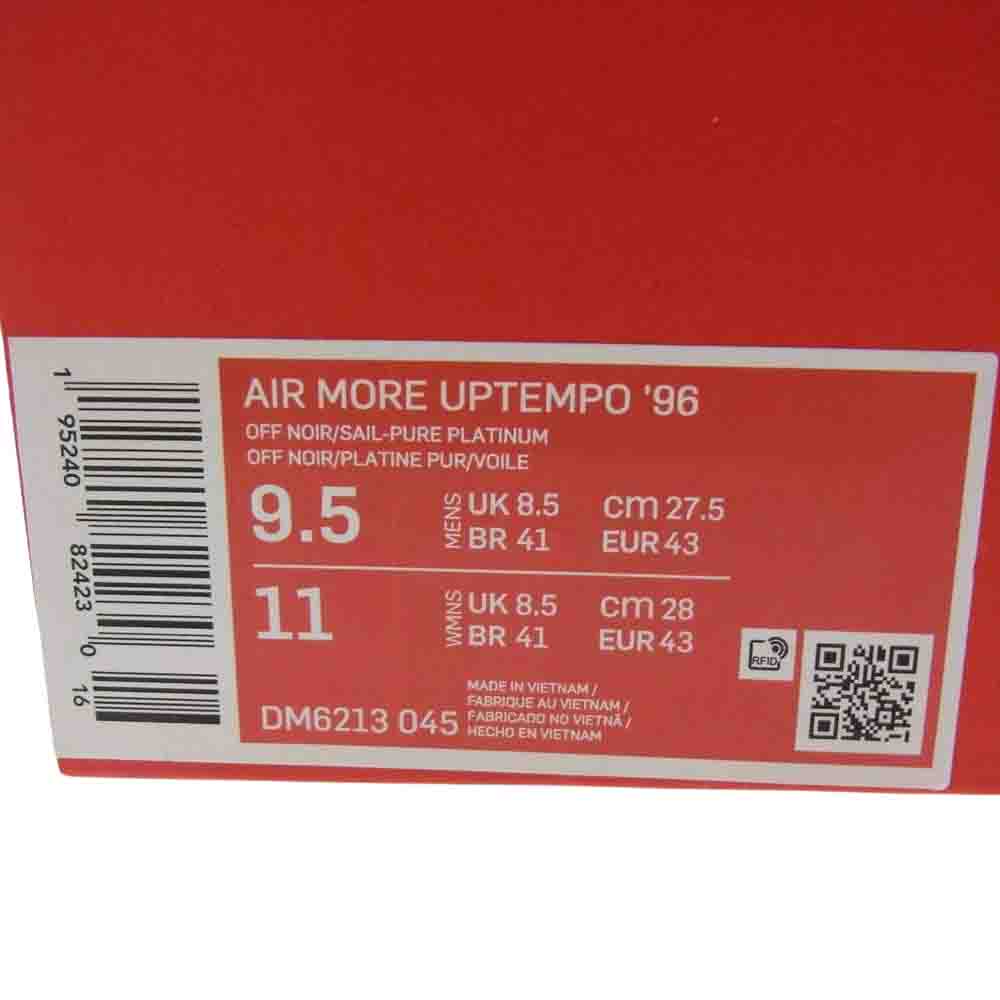 AIR MORE UPTEMPO '96
OFF NOIR/SAIL-PURE PLATINUM
OFF NOIR/PLATINE PUR/VOILE
9.5 MENS UK 8.5 cm 27.5
BR 41 EUR 43
11 WMNS UK 8.5 cm 28
BR 41 EUR 43
RFID
DM6213 045
MADE IN VIETNAM /
FABRIQUE AU VIETNAM /
FABRICADO NO VIETNÃ /
HECHO EN VIETNAM
1 95240 82423 0 16